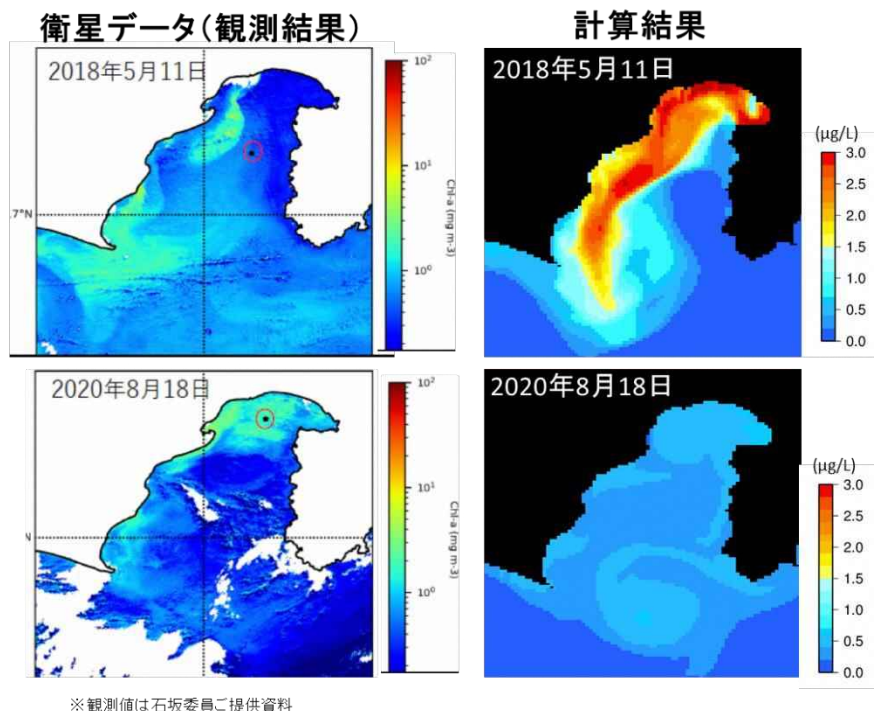 衛星データ(観測結果)
計算結果
2018年5月11日
10²
10¹
10⁰
Chl-a (mg m-3)
7°N
2018年5月11日
(μg/L)
3.0
2.5
2.0
1.5
1.0
0.5
0.0
2020年8月18日
10²
10¹
10⁰
Chl-a (mg m-3)
N
2020年8月18日
(μg/L)
3.0
2.5
2.0
1.5
1.0
0.5
0.0
※観測値は石坂委員ご提供資料